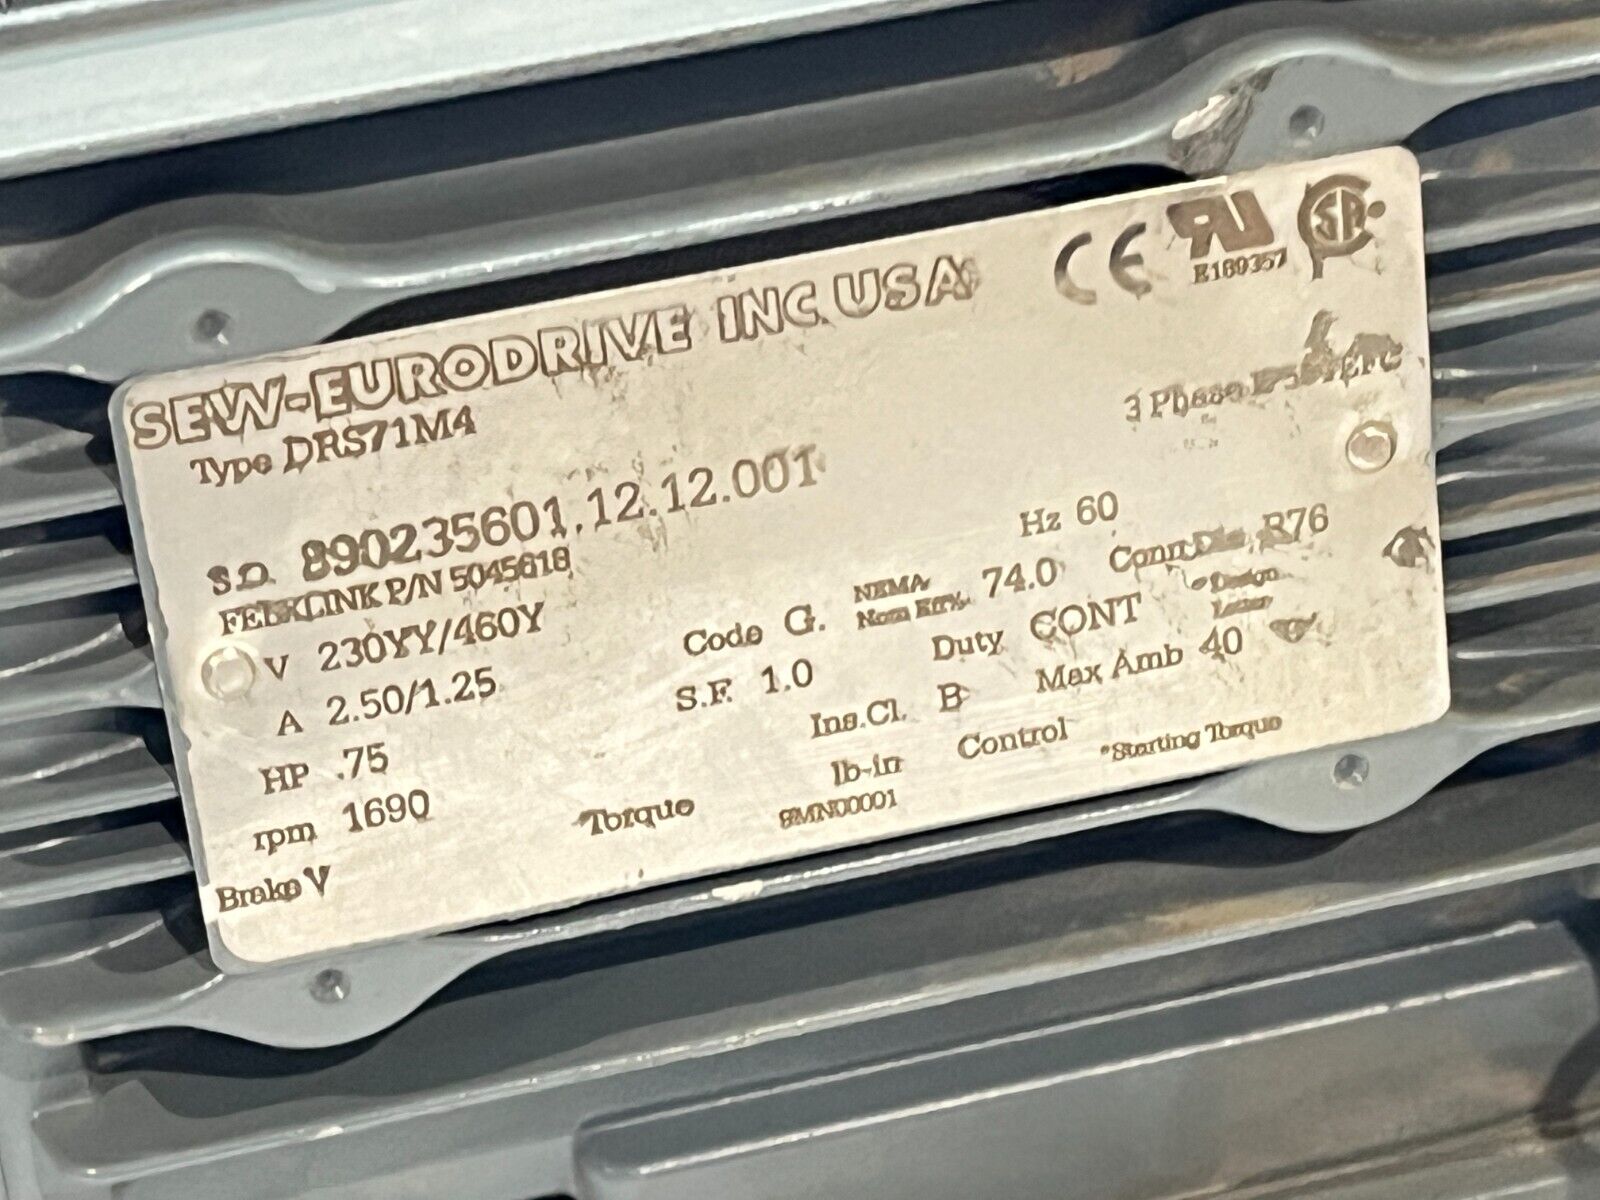 SEW-EURODRIVE INC. USA
CE
E189357
Type DRS71M4
3 Phase
S.O. 890235601.12.12.001
P/N 5045618
Hz 60
V 230YY/460Y
Code G.
NEMA Nom Eff% 74.0
Conn. R76
A 2.50/1.25
S.F. 1.0
Duty CONT
Design Letter
HP .75
Ins.Cl. B
Max Amb 40
rpm 1690
Torque
lb-in
Control
*Starting Torque
Brake V